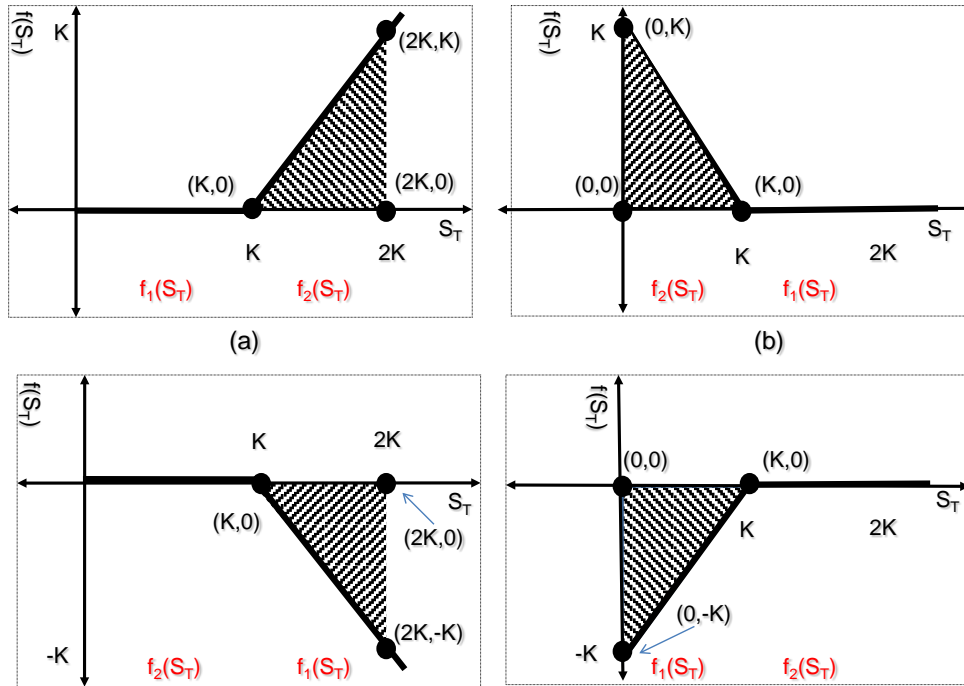 f(S_T)
K
(2K,K)
(K,0)
(2K,0)
S_T
K
2K
f_1(S_T)
f_2(S_T)
(a)
f(S_T)
K
(0,K)
(0,0)
(K,0)
S_T
K
2K
f_2(S_T)
f_1(S_T)
(b)
f(S_T)
K
2K
S_T
(K,0)
(2K,0)
(2K,-K)
-K
f_2(S_T)
f_1(S_T)
f(S_T)
(0,0)
(K,0)
S_T
K
2K
(0,-K)
-K
f_1(S_T)
f_2(S_T)